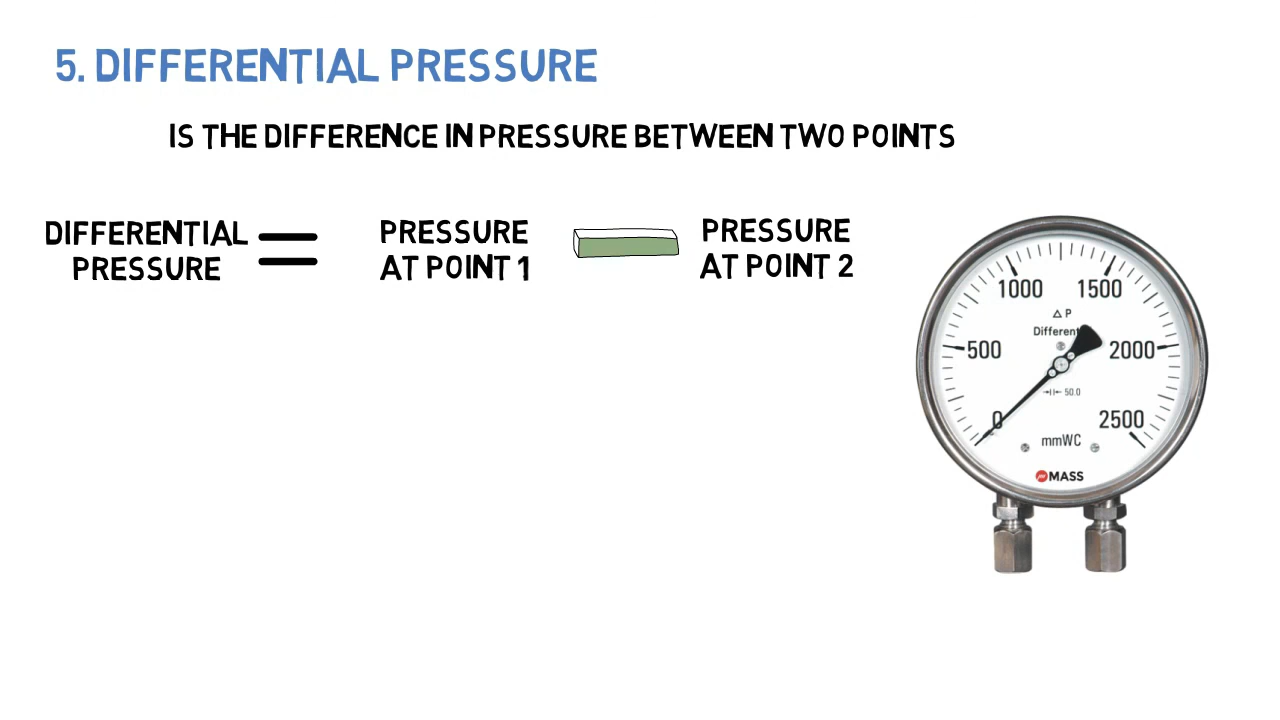 5. DIFFERENTIAL PRESSURE
IS THE DIFFERENCE IN PRESSURE BETWEEN TWO POINTS
DIFFERENTIAL
PRESSURE
PRESSURE
AT POINT 1
PRESSURE
AT POINT 2
1000 1500
Δ P
Different
500 2000
50.0
0 2500
mmWC
MASS